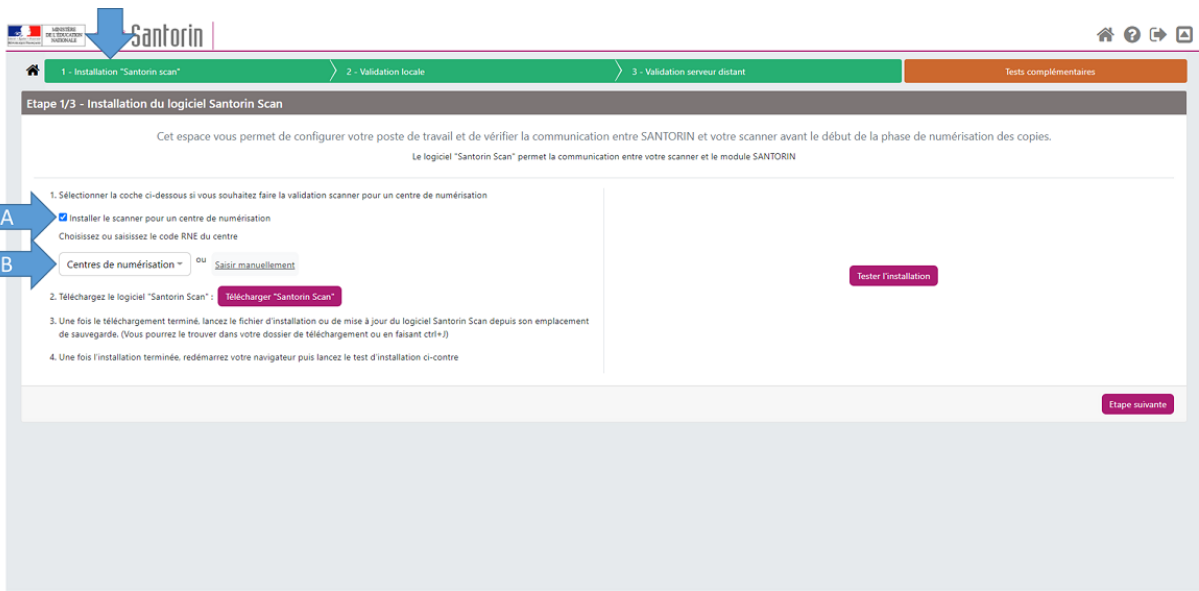 MINISTÈRE
DE L'ÉDUCATION
NATIONALE
Santorin
1 - Installation "Santorin scan"
2 - Validation locale
3 - Validation serveur distant
Tests complémentaires
Etape 1/3 - Installation du logiciel Santorin Scan
Cet espace vous permet de configurer votre poste de travail et de vérifier la communication entre SANTORIN et votre scanner avant le début de la phase de numérisation des copies.
Le logiciel "Santorin Scan" permet la communication entre votre scanner et le module SANTORIN
1. Sélectionner la coche ci-dessous si vous souhaitez faire la validation scanner pour un centre de numérisation
A
Installer le scanner pour un centre de numérisation
Choisissez ou saisissez le code RNE du centre
B
Centres de numérisation ou Saisir manuellement
Tester l'installation
2. Téléchargez le logiciel "Santorin Scan" : Télécharger "Santorin Scan"
3. Une fois le téléchargement terminé, lancez le fichier d'installation ou de mise à jour du logiciel Santorin Scan depuis son emplacement
de sauvegarde. (Vous pourrez le trouver dans votre dossier de téléchargement ou en faisant ctrl+J)
4. Une fois l'installation terminée, redémarrez votre navigateur puis lancez le test d'installation ci-contre
Etape suivante